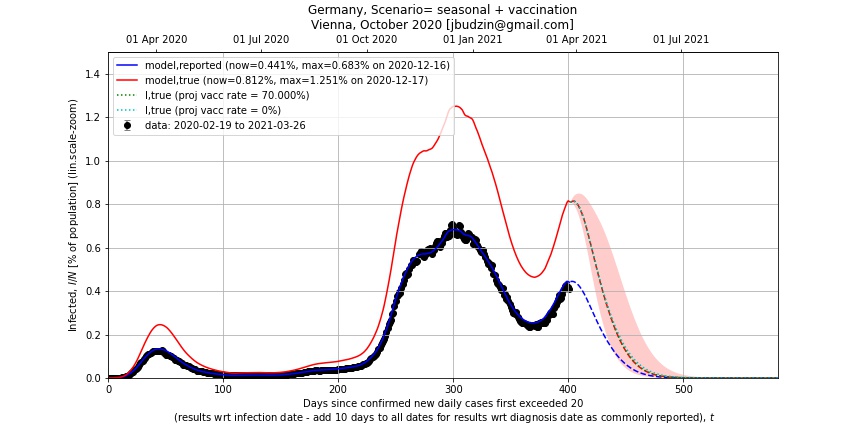 Germany, Scenario= seasonal + vaccination
Vienna, October 2020 [jbudzin@gmail.com]
01 Apr 2020 01 Jul 2020 01 Oct 2020 01 Jan 2021 01 Apr 2021 01 Jul 2021
model,reported (now=0.441%, max=0.683% on 2020-12-16)
model,true (now=0.812%, max=1.251% on 2020-12-17)
I,true (proj vacc rate = 70.000%)
I,true (proj vacc rate = 0%)
data: 2020-02-19 to 2021-03-26
Infected, I/N [% of population] (lin.scale-zoom)
1.4
1.2
1.0
0.8
0.6
0.4
0.2
0.0
0 100 200 300 400 500
Days since confirmed new daily cases first exceeded 20
(results wrt infection date - add 10 days to all dates for results wrt diagnosis date as commonly reported), t